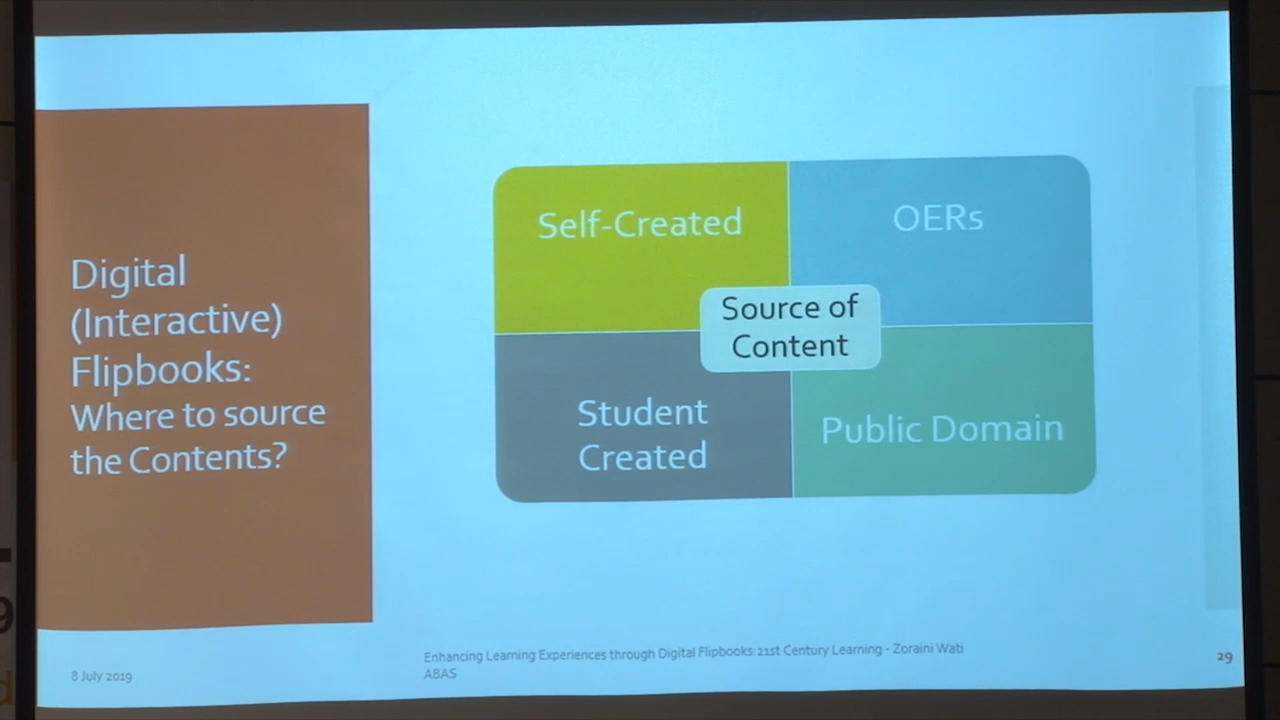 Digital
(Interactive)
Flipbooks:
Where to source
the Contents?
Self-Created
OERs
Source of
Content
Student
Created
Public Domain
8 July 2019
Enhancing Learning Experiences through Digital Flipbooks: 21st Century Learning - Zoraini Wati
ABAS
29
9
d